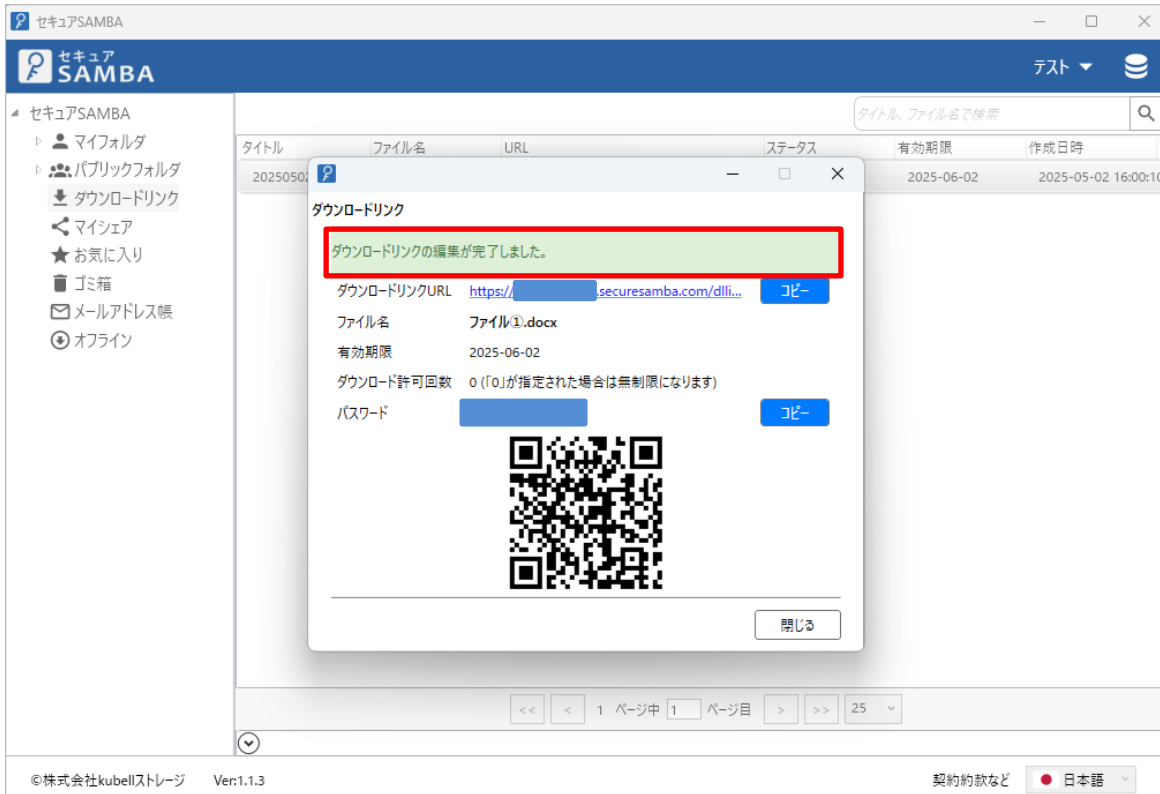 セキュアSAMBA
セキュア
SAMBA
テスト
セキュアSAMBA
マイフォルダ
パブリックフォルダ
ダウンロードリンク
マイシェア
お気に入り
ゴミ箱
メールアドレス帳
オフライン
タイトル、ファイル名で検索
タイトル ファイル名 URL ステータス 有効期限 作成日時
20250502 2025-06-02 2025-05-02 16:00:10
ダウンロードリンク
ダウンロードリンクの編集が完了しました。
ダウンロードリンクURL https:// .securesamba.com/dlli... コピー
ファイル名 ファイル①.docx
有効期限 2025-06-02
ダウンロード許可回数 0 (「0」が指定された場合は無制限になります)
パスワード コピー
閉じる
<< < 1 ページ中 1 ページ目 > >> 25
©株式会社kubellストレージ Ver:1.1.3 契約約款など 日本語